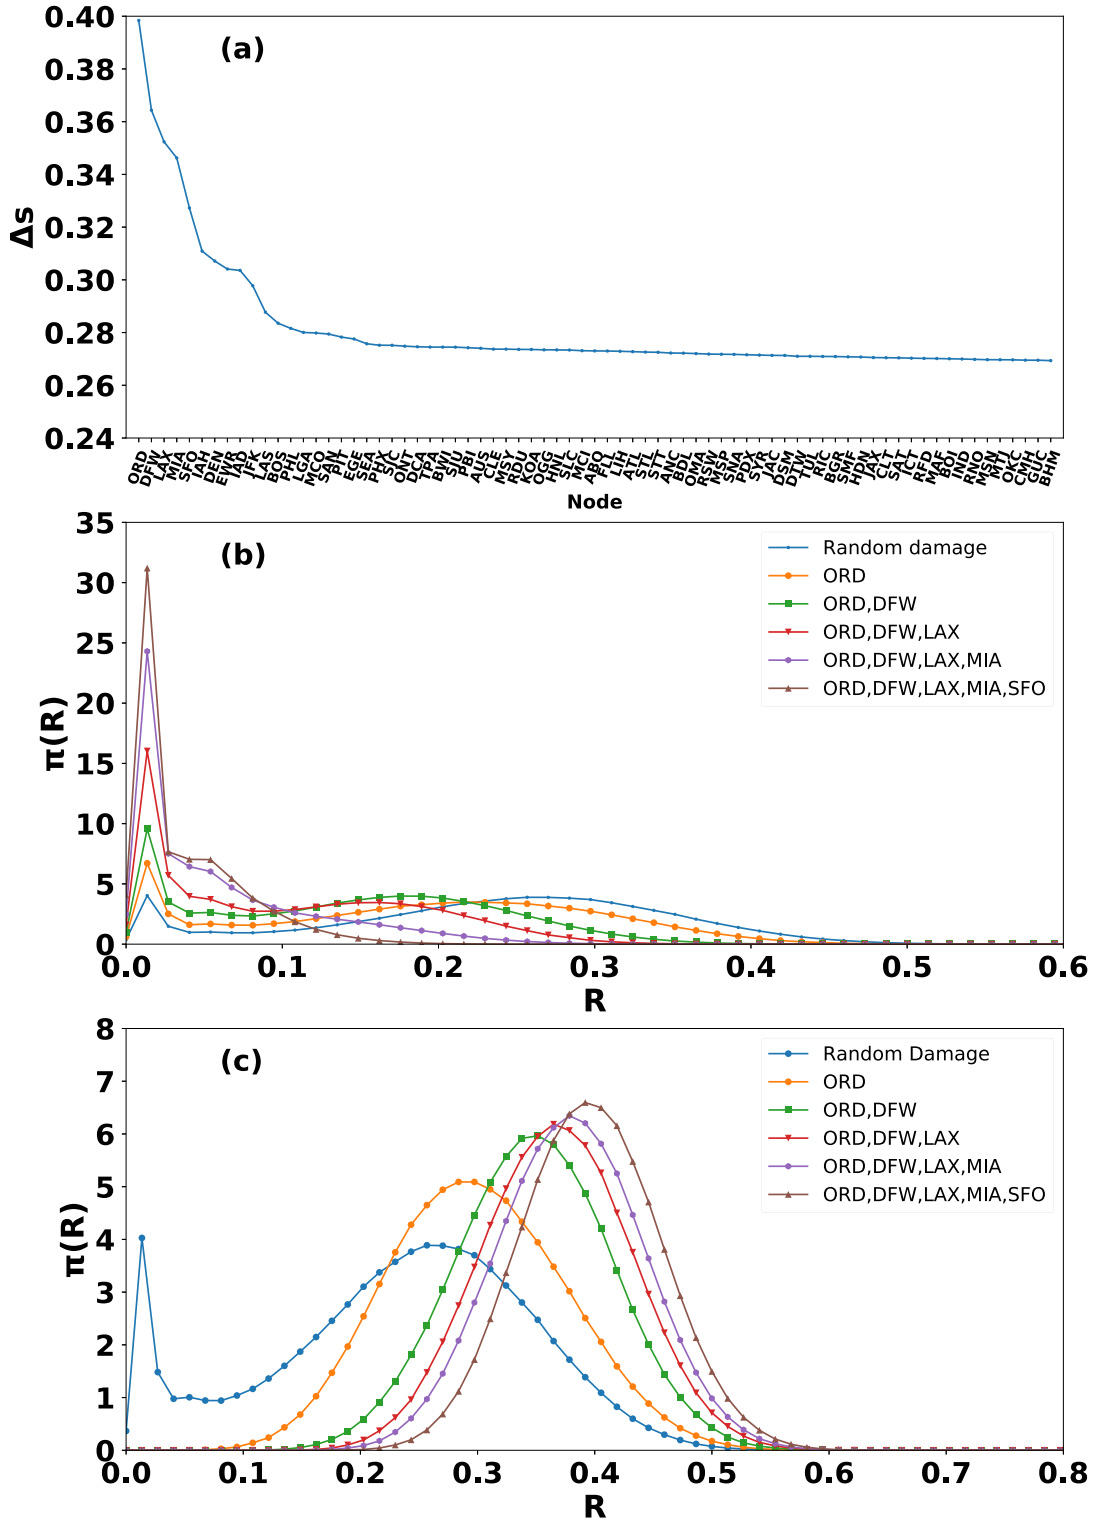 0.40
(a)
0.38
0.36
0.34
0.32
0.30
0.28
0.26
0.24
Δs
ORD DFW LAX MIA SFO IAH DEN EWR IAD JFK LAS BOS PHL LGA MCO SAN PIT EGE SEA PHX SJC ONT DCA TPA BWI SJU PBI AUS CLE MSY RDU KOA OGG HNL SLC MCI ABQ FLL LIH ATL STL STT ANC BDL OMA RSW MSP SNA PDX SYR JAC DSM DTW TUL RIC BGR SMF HDN JAX CLT SAT ICT RFD MAD BOI IND RNO MSN MTJ OKC CMH GUC BHM
Node
35
(b)
30
25
20
15
10
5
0
π(R)
Random damage
ORD
ORD,DFW
ORD,DFW,LAX
ORD,DFW,LAX,MIA
ORD,DFW,LAX,MIA,SFO
0.0 0.1 0.2 0.3 0.4 0.5 0.6
R
8
(c)
7
6
5
4
3
2
1
0
π(R)
Random Damage
ORD
ORD,DFW
ORD,DFW,LAX
ORD,DFW,LAX,MIA
ORD,DFW,LAX,MIA,SFO
0.0 0.1 0.2 0.3 0.4 0.5 0.6 0.7 0.8
R